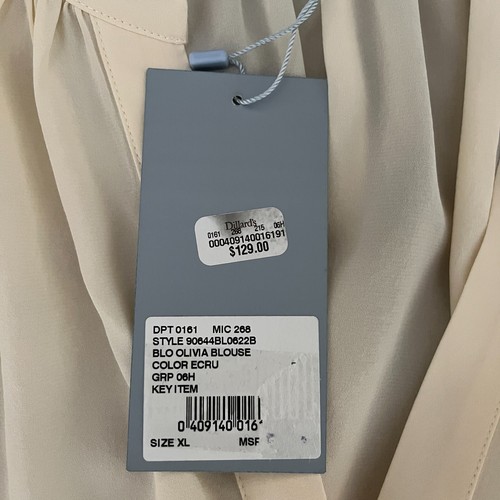 Dillard's
0161 268 215 06H
000409140016191
$129.00
DPT 0161 MIC 268
STYLE 90644BL0622B
BLO OLIVIA BLOUSE
COLOR ECRU
GRP 06H
KEY ITEM
0 409140 016
SIZE XL MSR